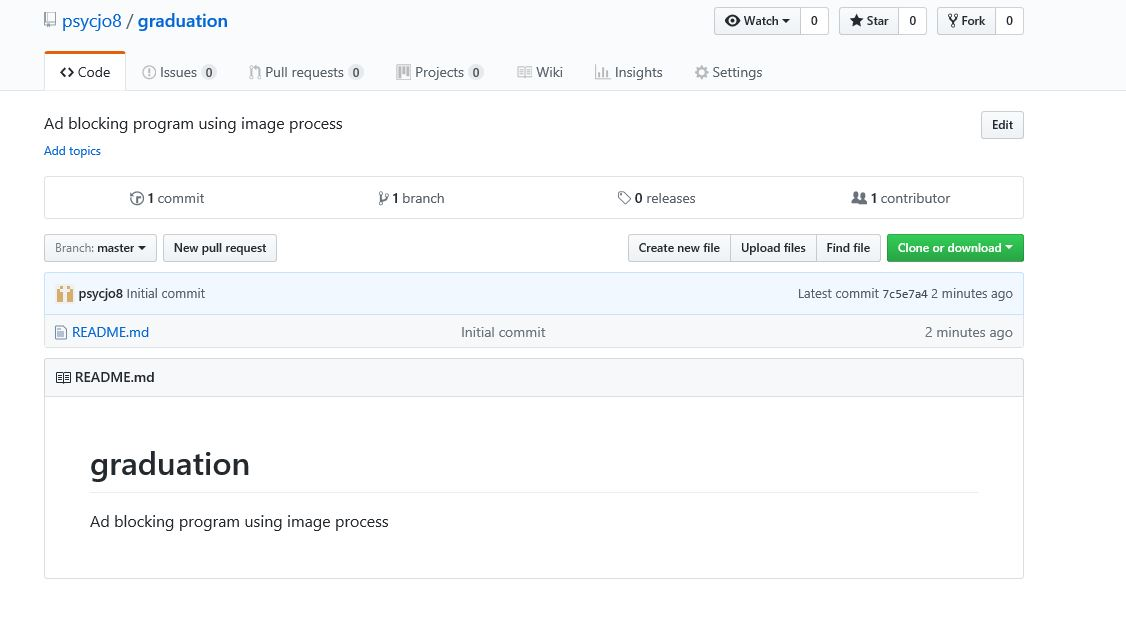 psycjo8 / graduation Watch 0 Star 0 Fork 0
Code Issues 0 Pull requests 0 Projects 0 Wiki Insights Settings
Ad blocking program using image process Edit
Add topics
1 commit 1 branch 0 releases 1 contributor
Branch: master New pull request Create new file Upload files Find file Clone or download
psycjo8 Initial commit Latest commit 7c5e7a4 2 minutes ago
README.md Initial commit 2 minutes ago
README.md
graduation
Ad blocking program using image process